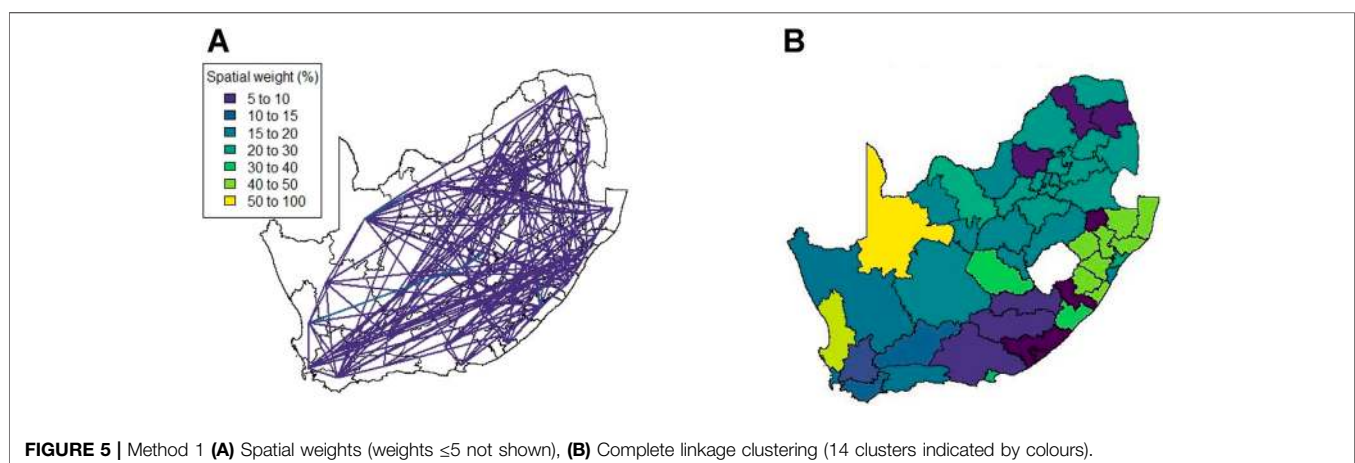 A
B
Spatial weight (%)
5 to 10
10 to 15
15 to 20
20 to 30
30 to 40
40 to 50
50 to 100
FIGURE 5 | Method 1 (A) Spatial weights (weights ≤5 not shown), (B) Complete linkage clustering (14 clusters indicated by colours).